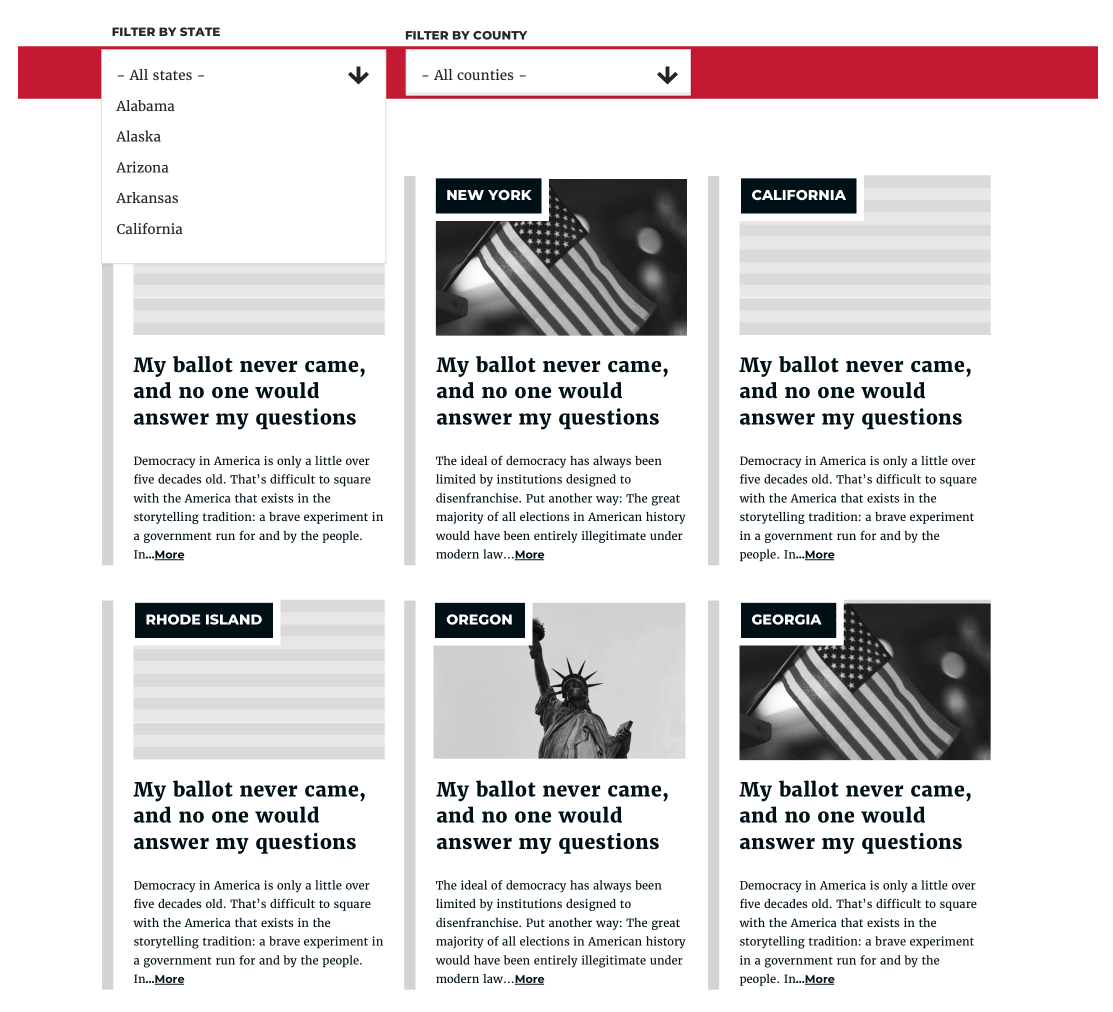 FILTER BY STATE
FILTER BY COUNTY
- All states -
- All counties -
Alabama
Alaska
Arizona
Arkansas
California
NEW YORK
CALIFORNIA
My ballot never came,
and no one would
answer my questions
Democracy in America is only a little over
five decades old. That's difficult to square
with the America that exists in the
storytelling tradition: a brave experiment in
a government run for and by the people.
In...More
My ballot never came,
and no one would
answer my questions
The ideal of democracy has always been
limited by institutions designed to
disenfranchise. Put another way: The great
majority of all elections in American history
would have been entirely illegitimate under
modern law...More
My ballot never came,
and no one would
answer my questions
Democracy in America is only a little over
five decades old. That's difficult to square
with the America that exists in the
storytelling tradition: a brave experiment
in a government run for and by the
people. In...More
RHODE ISLAND
My ballot never came,
and no one would
answer my questions
Democracy in America is only a little over
five decades old. That's difficult to square
with the America that exists in the
storytelling tradition: a brave experiment in
a government run for and by the people.
In...More
OREGON
My ballot never came,
and no one would
answer my questions
The ideal of democracy has always been
limited by institutions designed to
disenfranchise. Put another way: The great
majority of all elections in American history
would have been entirely illegitimate under
modern law...More
GEORGIA
My ballot never came,
and no one would
answer my questions
Democracy in America is only a little over
five decades old. That's difficult to square
with the America that exists in the
storytelling tradition: a brave experiment
in a government run for and by the
people. In...More